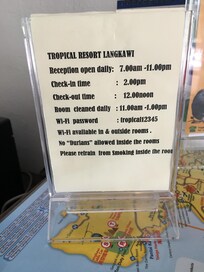 TROPICAL RESORT LANGKAWI
Reception open daily: 7.00am -11.00pm
Check-in time : 2.00pm
Check-out time : 12.00noon
Room cleaned daily : 11.00am -1.00pm
Wi-Fi password : tropical12345
Wi-Fi available in & outside rooms .
No "Durians" allowed inside the rooms
Please refrain from smoking inside the room